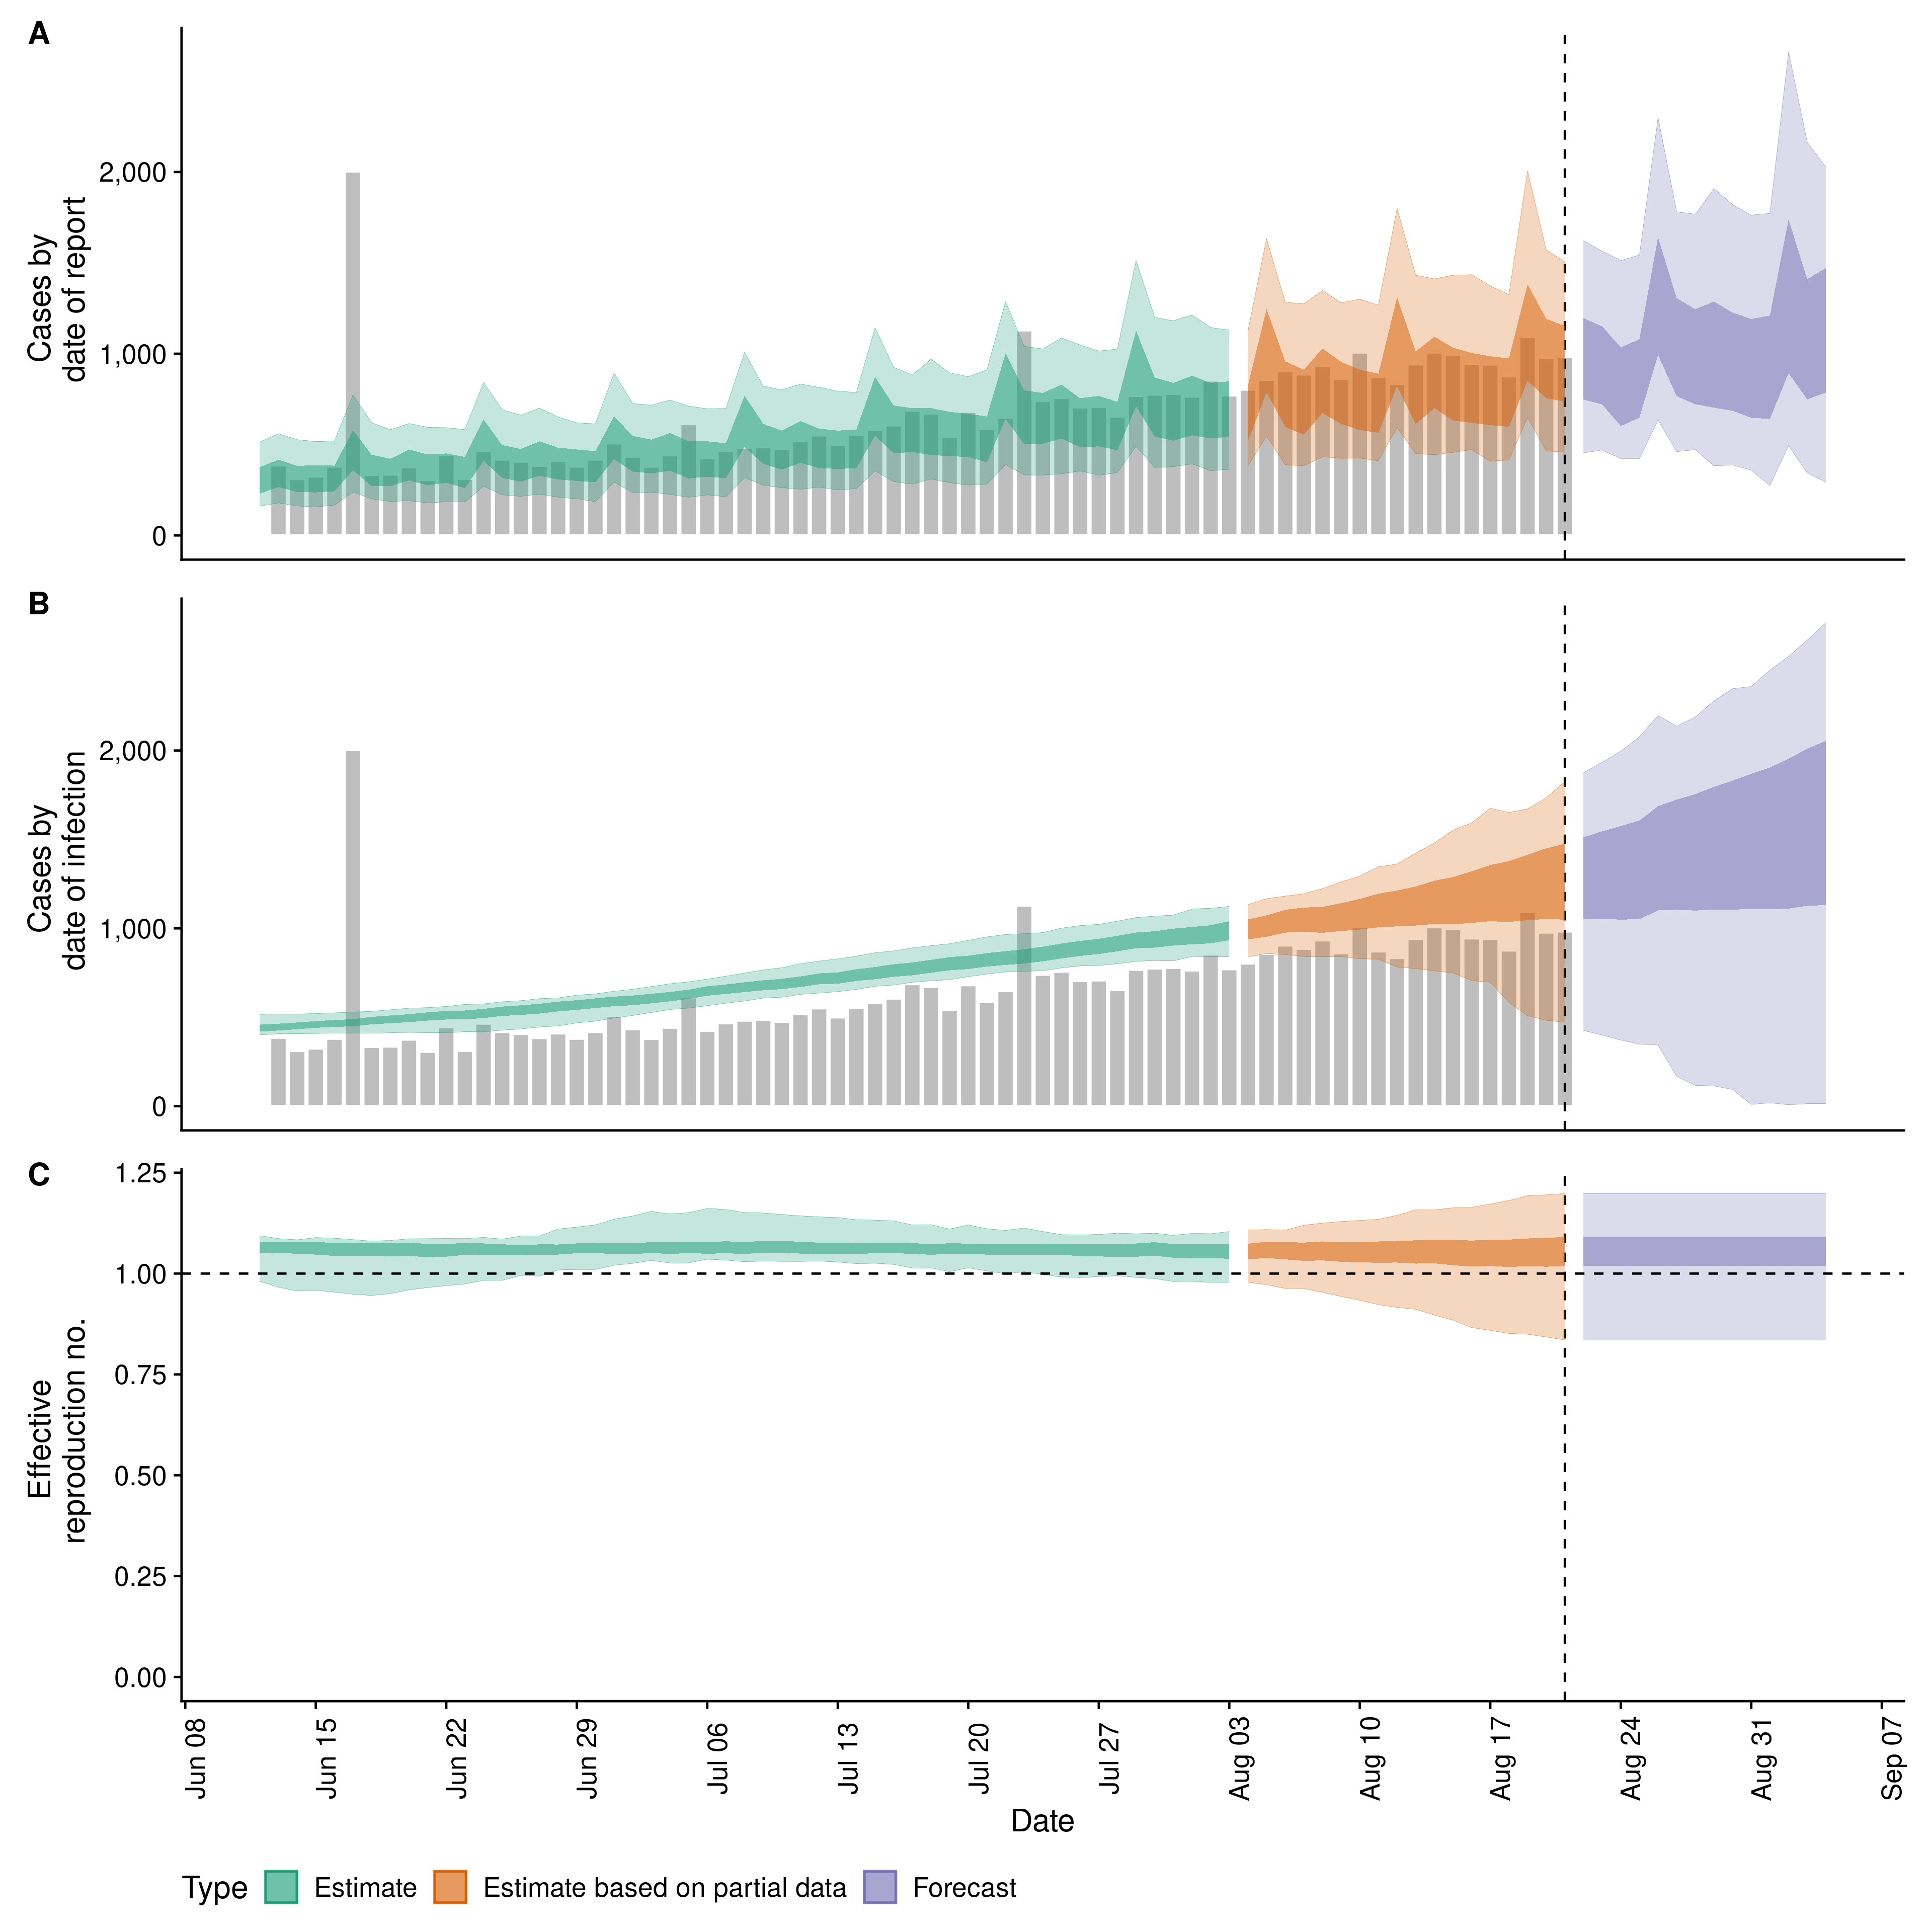 A
Cases by
date of report
2,000
1,000
0
B
Cases by
date of infection
2,000
1,000
0
C
Effective
reproduction no.
1.25
1.00
0.75
0.50
0.25
0.00
Jun 08
Jun 15
Jun 22
Jun 29
Jul 06
Jul 13
Jul 20
Jul 27
Aug 03
Aug 10
Aug 17
Aug 24
Aug 31
Sep 07
Date
Type Estimate Estimate based on partial data Forecast